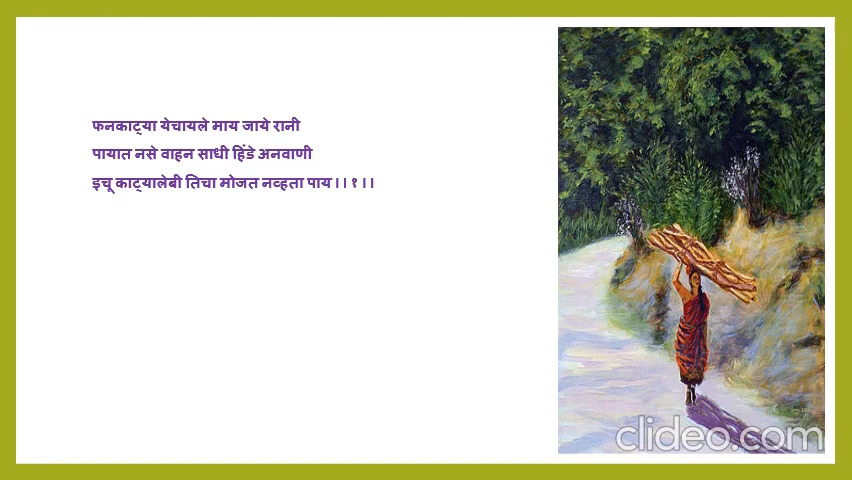 फनकाट्या येचायले माय जाये रानी
पायात नसे वाहन साधी हिंडे अनवाणी
इचू काट्यालेबी तिचा मोजत नव्हता पाय । । १ । ।
clideo.com